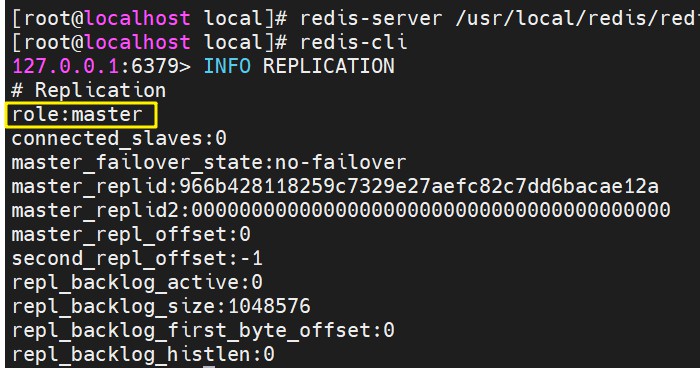 [root@localhost local]# redis-server /usr/local/redis/red
[root@localhost local]# redis-cli
127.0.0.1:6379> INFO REPLICATION
# Replication
role:master
connected_slaves:0
master_failover_state:no-failover
master_replid:966b428118259c7329e27aefc82c7dd6bacae12a
master_replid2:0000000000000000000000000000000000000000
master_repl_offset:0
second_repl_offset:-1
repl_backlog_active:0
repl_backlog_size:1048576
repl_backlog_first_byte_offset:0
repl_backlog_histlen:0